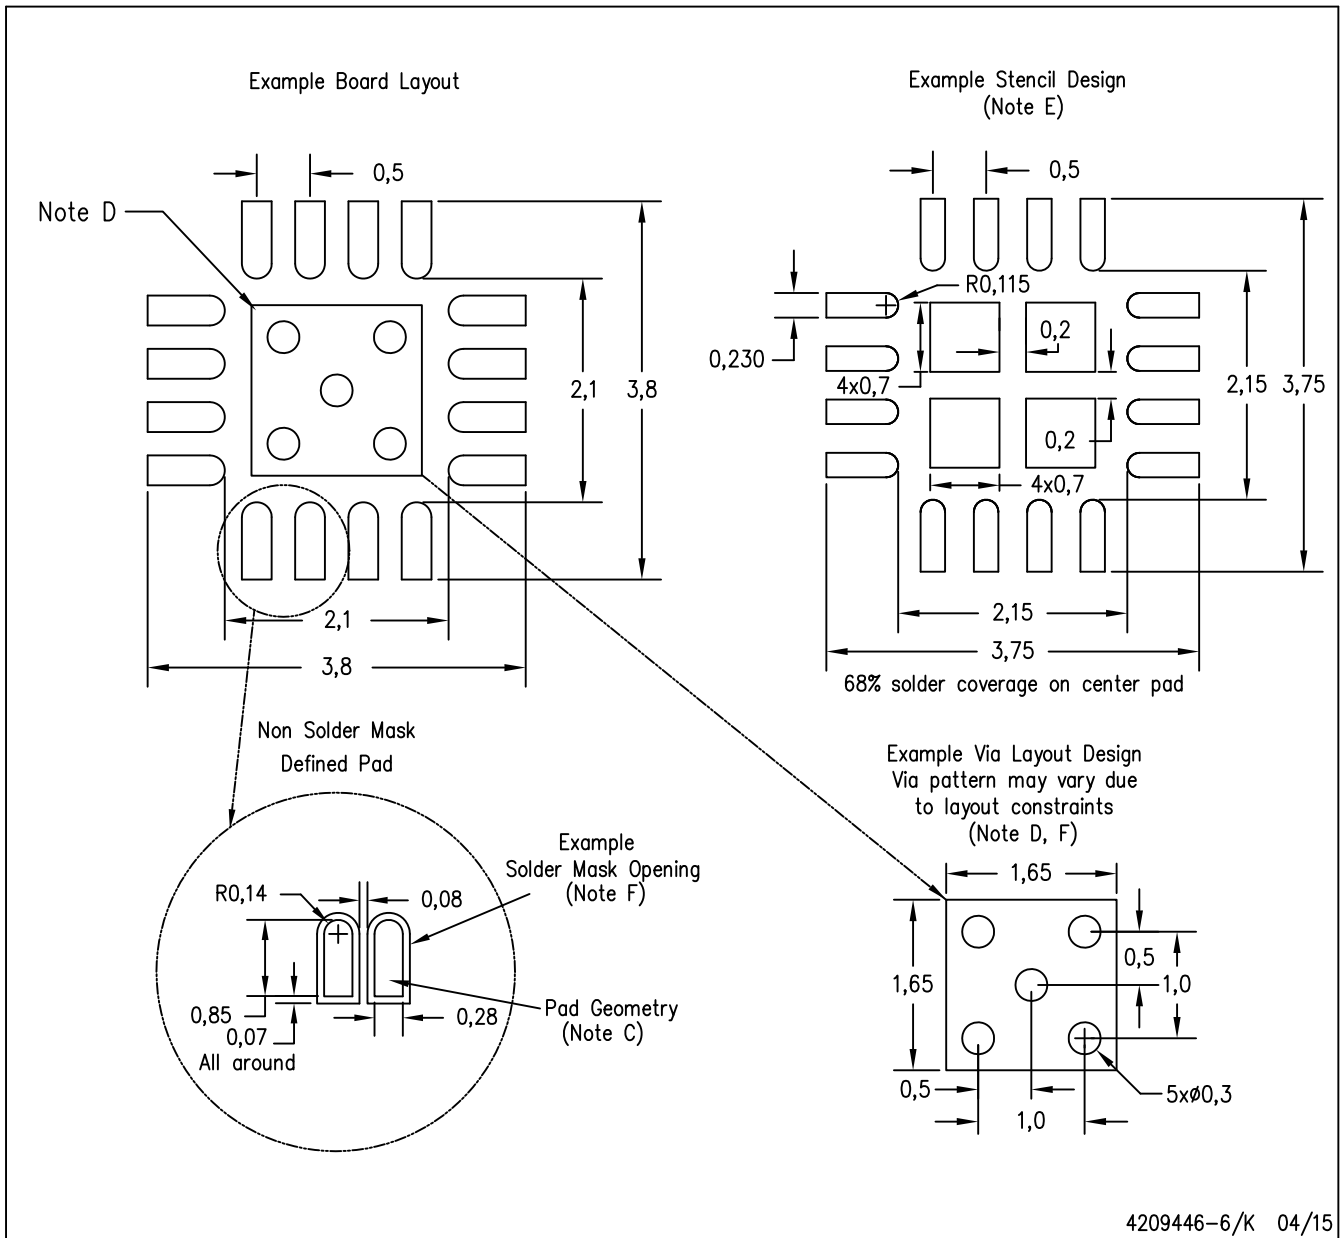 Example Board Layout
0,5
Note D
2,1
3,8
2,1
3,8
Example Stencil Design
(Note E)
0,5
R0,115
0,230
0,2
4x0,7
2,15
3,75
0,2
4x0,7
2,15
3,75
68% solder coverage on center pad
Non Solder Mask
Defined Pad
Example
Solder Mask Opening
(Note F)
R0,14
0,08
0,85
0,07
All around
0,28
Pad Geometry
(Note C)
Example Via Layout Design
Via pattern may vary due
to layout constraints
(Note D, F)
1,65
0,5
1,65
1,0
0,5
5xø0,3
1,0
4209446-6/K 04/15